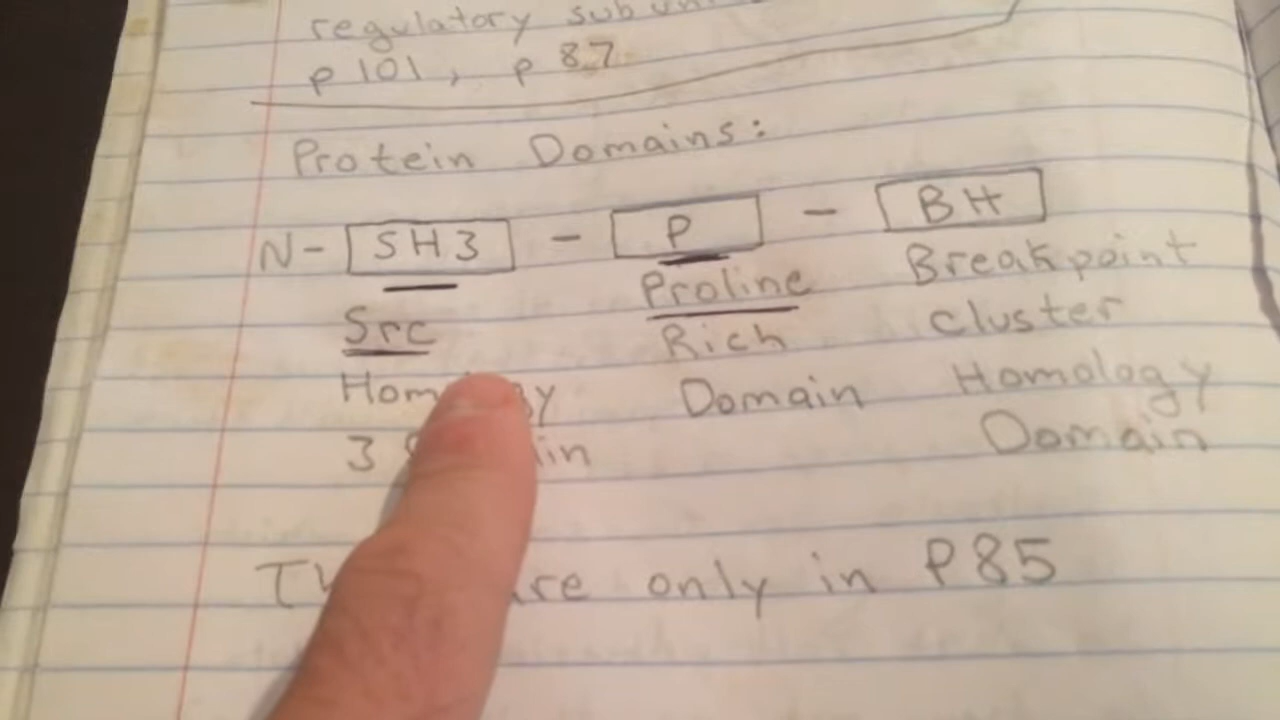 regulatory
p 101, p 87
Protein Domains:
N- SH3 - P - BH
Src Proline Breakpoint
Rich cluster
Domain Homology
3 Domain
are only in P85